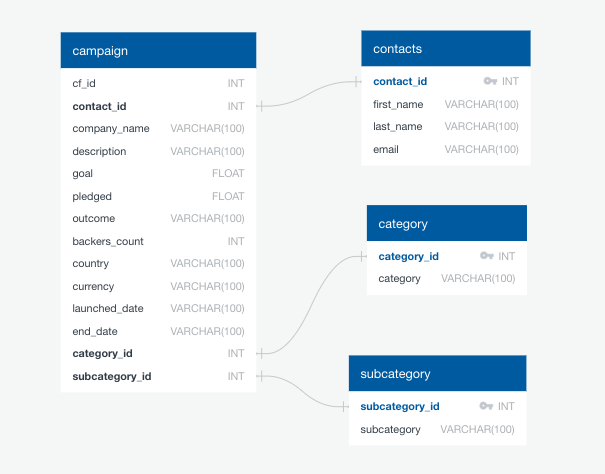 campaign
cf_id INT
contact_id INT
company_name VARCHAR(100)
description VARCHAR(100)
goal FLOAT
pledged FLOAT
outcome VARCHAR(100)
backers_count INT
country VARCHAR(100)
currency VARCHAR(100)
launched_date VARCHAR(100)
end_date VARCHAR(100)
category_id INT
subcategory_id INT
contacts
contact_id INT
first_name VARCHAR(100)
last_name VARCHAR(100)
email VARCHAR(100)
category
category_id INT
category VARCHAR(100)
subcategory
subcategory_id INT
subcategory VARCHAR(100)